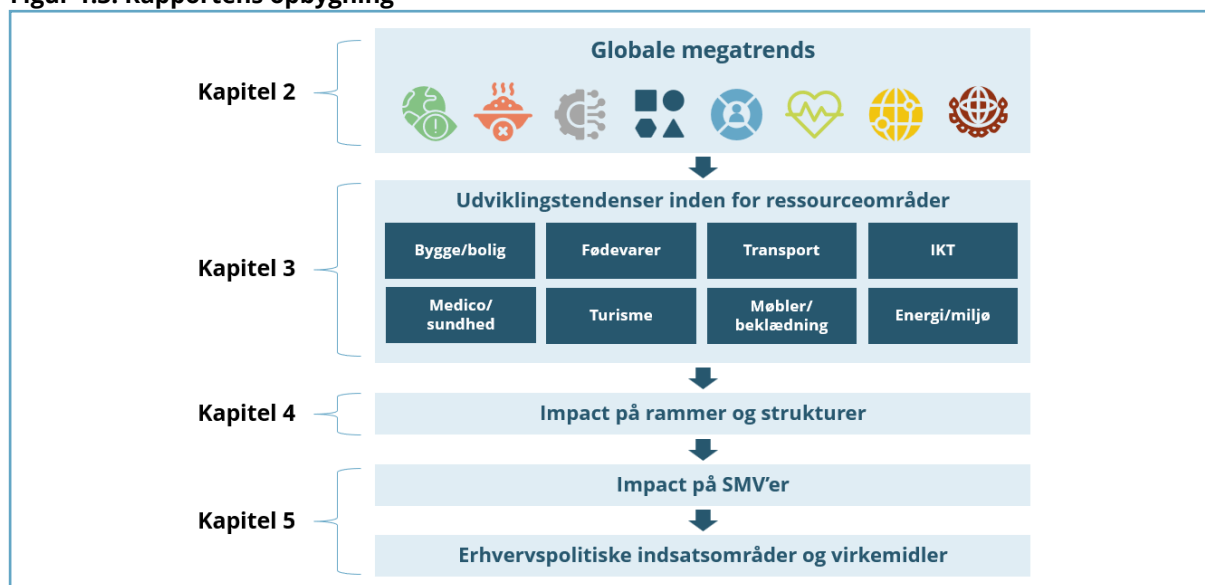 Kapitel 2
Globale megatrends
Kapitel 3
Udviklingstendenser inden for ressourceområder
Bygge/bolig
Fødevarer
Transport
IKT
Medico/
sundhed
Turisme
Møbler/
beklædning
Energi/miljø
Kapitel 4
Impact på rammer og strukturer
Kapitel 5
Impact på SMV’er
Erhvervspolitiske indsatsområder og virkemidler